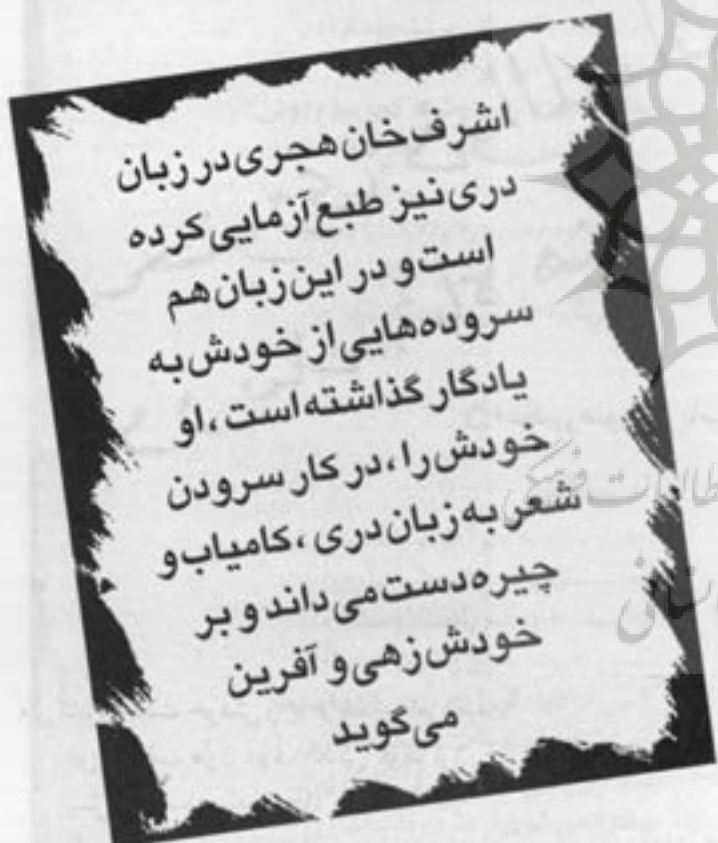 اشرف‌خان هجری در زبان
دری نیز طبع‌آزمایی کرده
است و در این زبان هم
سروده‌هایی از خودش به
یادگار گذاشته است، او
خودش را، در کار سرودن
شعر به زبان دری، کامیاب و
چیره‌دست می‌داند و بر
خودش زهی و آفرین
می‌گوید